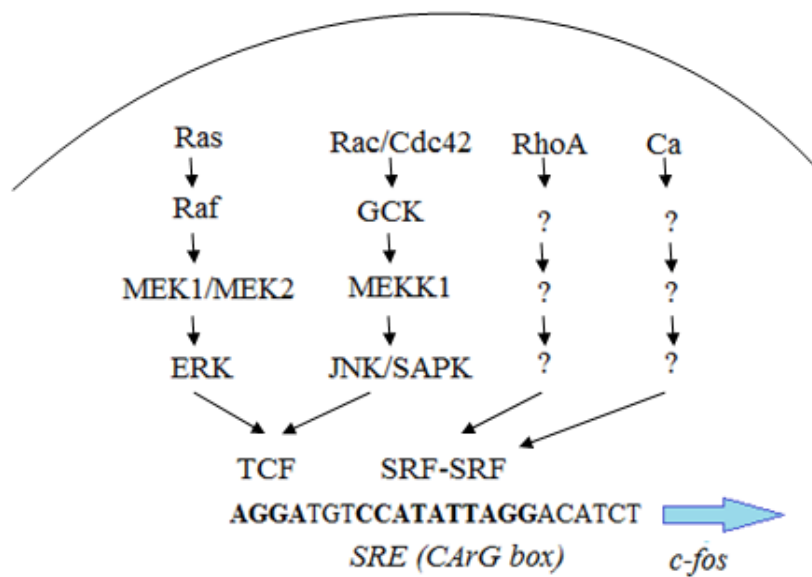 Ras Rac/Cdc42 RhoA Ca
Raf GCK ? ?
MEK1/MEK2 MEKK1 ? ?
ERK JNK/SAPK ? ?
TCF SRF-SRF
AGGATGTCCATATTAGGACATCT
SRE (CArG box) c-fos